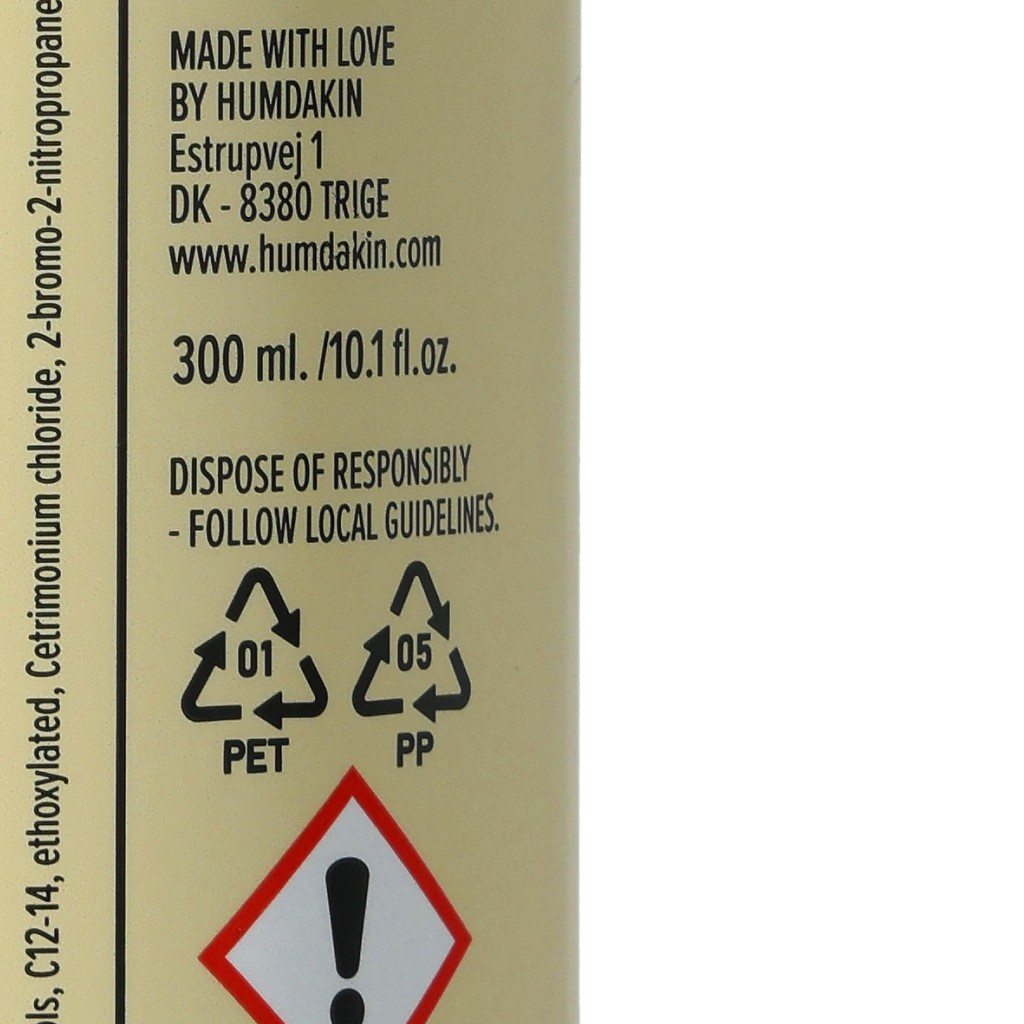 ls, C12-14, ethoxylated, Cetrimonium chloride, 2-bromo-2-nitropropane
MADE WITH LOVE
BY HUMDAKIN
Estrupvej 1
DK - 8380 TRIGE
www.humdakin.com
300 ml. /10.1 fl.oz.
DISPOSE OF RESPONSIBLY
- FOLLOW LOCAL GUIDELINES.
01 05
PET PP